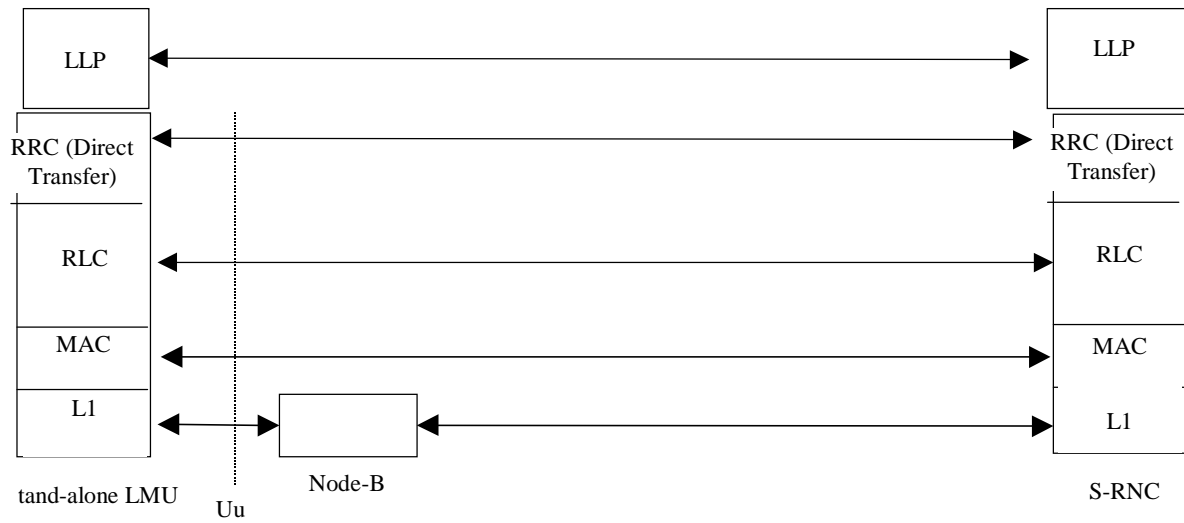 LLP
LLP
RRC (Direct
Transfer)
RRC (Direct
Transfer)
RLC
RLC
MAC
MAC
L1
L1
Node-B
tand-alone LMU
S-RNC
Uu